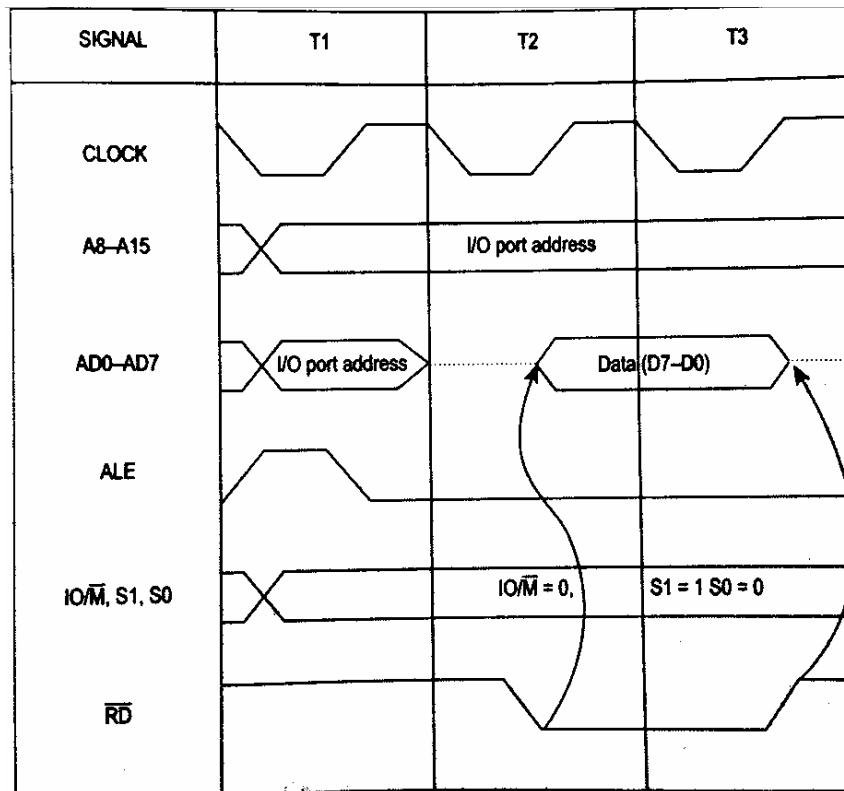 SIGNAL T1 T2 T3
CLOCK
A8–A15 I/O port address
AD0–AD7 I/O port address Data (D7–D0)
ALE
IO/M̅, S1, S0 IO/M̅ = 0, S1 = 1 S0 = 0
R̅D̅